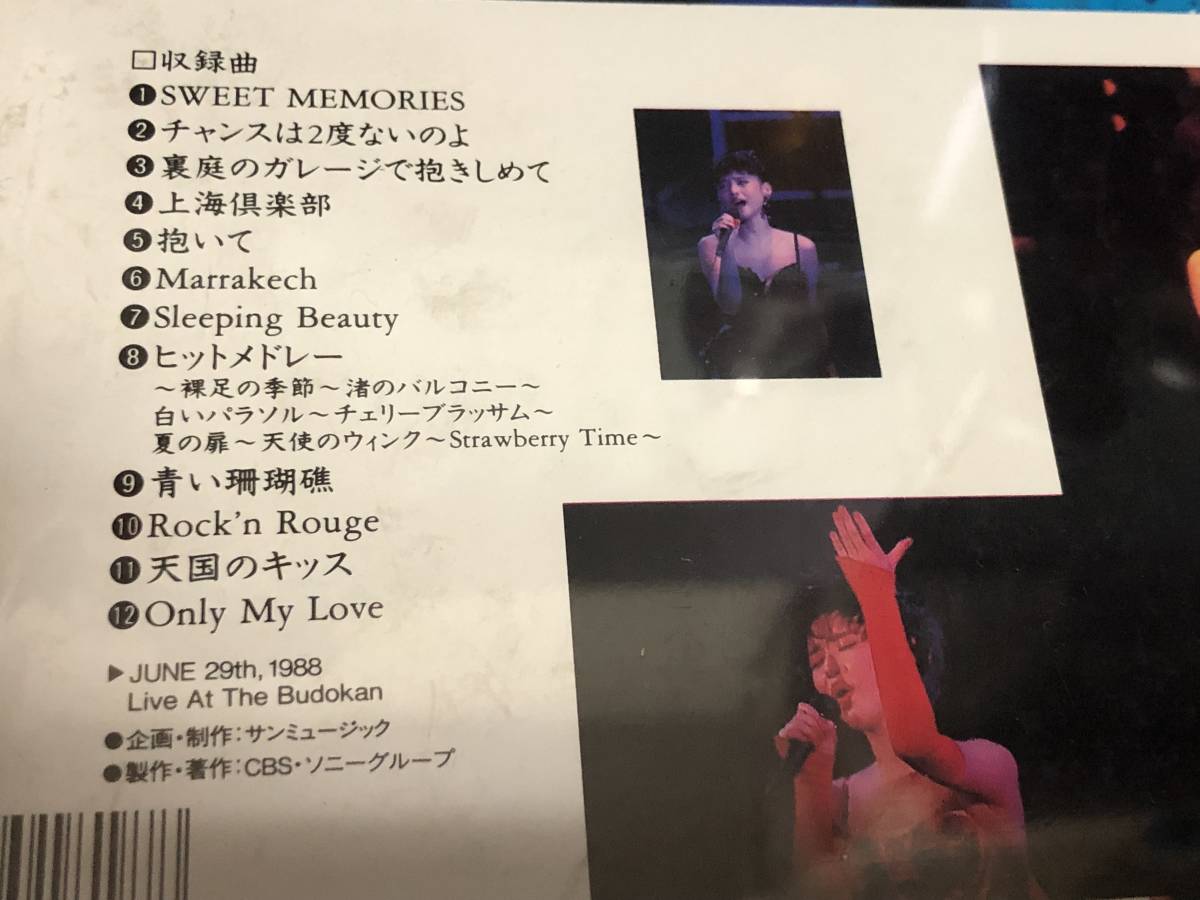 □収録曲
❶SWEET MEMORIES
❷チャンスは2度ないのよ
❸裏庭のガレージで抱きしめて
❹上海倶楽部
❺抱いて
❻Marrakech
❼Sleeping Beauty
❽ヒットメドレー
～裸足の季節～渚のバルコニー～
白いパラソル～チェリーブラッサム～
夏の扉～天使のウィンク～Strawberry Time～
❾青い珊瑚礁
❿Rock'n Rouge
⓫天国のキッス
⓬Only My Love
▶JUNE 29th, 1988
Live At The Budokan
●企画・制作：サンミュージック
●製作・著作：CBS・ソニーグループ